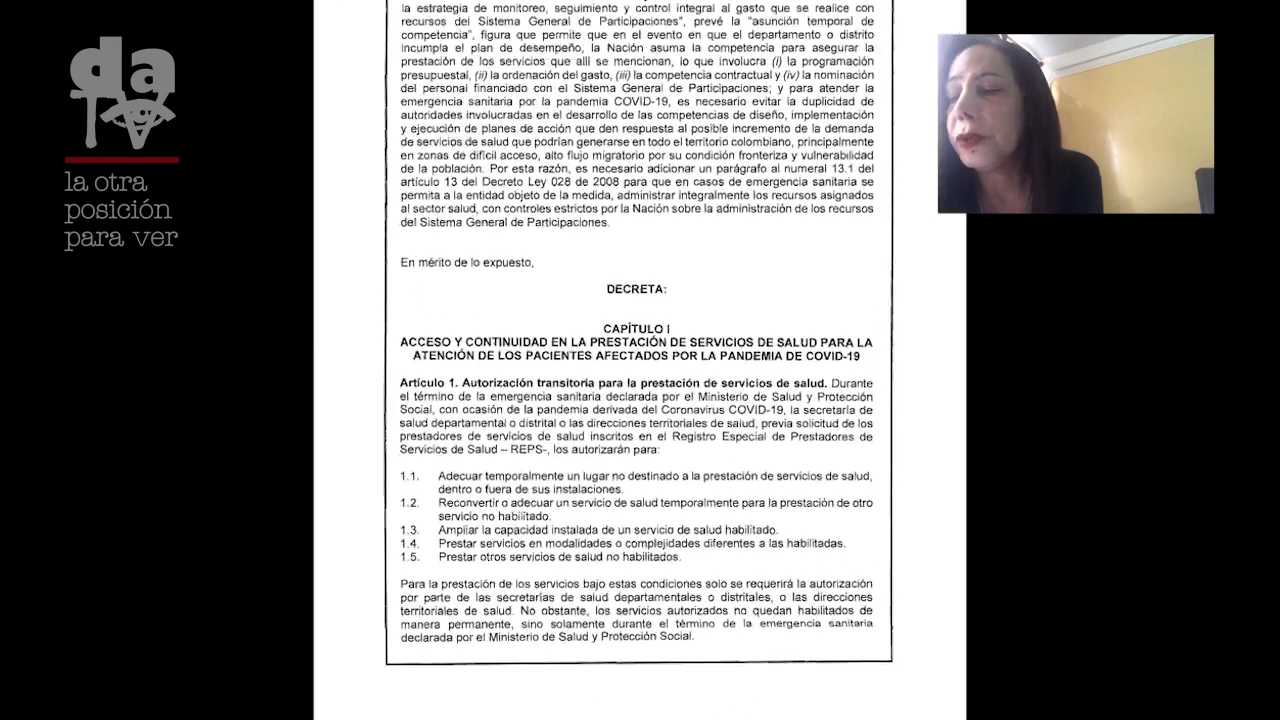 la estrategia de monitoreo, seguimiento y control integral al gasto que se realice con
recursos del Sistema General de Participaciones”, prevé la “asunción temporal de
competencia”, figura que permite que en el evento en que el departamento o distrito
incumpla el plan de desempeño, la Nación asuma la competencia para asegurar la
prestación de los servicios que allí se mencionan, lo que involucra (i) la programación
presupuestal, (ii) la ordenación del gasto, (iii) la competencia contractual y (iv) la nominación
del personal financiado con el Sistema General de Participaciones; y para atender la
emergencia sanitaria por la pandemia COVID-19, es necesario evitar la duplicidad de
autoridades involucradas en el desarrollo de las competencias de diseño, implementación
y ejecución de planes de acción que den respuesta al posible incremento de la demanda
de servicios de salud que podrían generarse en todo el territorio colombiano, principalmente
en zonas de difícil acceso, alto flujo migratorio por su condición fronteriza y vulnerabilidad
de la población. Por esta razón, es necesario adicionar un parágrafo al numeral 13.1 del
artículo 13 del Decreto Ley 028 de 2008 para que en casos de emergencia sanitaria se
permita a la entidad objeto de la medida, administrar integralmente los recursos asignados
al sector salud, con controles estrictos por la Nación sobre la administración de los recursos
del Sistema General de Participaciones.
En mérito de lo expuesto,
DECRETA:
CAPÍTULO I
ACCESO Y CONTINUIDAD EN LA PRESTACIÓN DE SERVICIOS DE SALUD PARA LA
ATENCIÓN DE LOS PACIENTES AFECTADOS POR LA PANDEMIA DE COVID-19
Artículo 1. Autorización transitoria para la prestación de servicios de salud. Durante
el término de la emergencia sanitaria declarada por el Ministerio de Salud y Protección
Social, con ocasión de la pandemia derivada del Coronavirus COVID-19, la secretaría de
salud departamental o distrital o las direcciones territoriales de salud, previa solicitud de los
prestadores de servicios de salud inscritos en el Registro Especial de Prestadores de
Servicios de Salud – REPS-, los autorizarán para:
1.1. Adecuar temporalmente un lugar no destinado a la prestación de servicios de salud,
dentro o fuera de sus instalaciones.
1.2. Reconvertir o adecuar un servicio de salud temporalmente para la prestación de otro
servicio no habilitado.
1.3. Ampliar la capacidad instalada de un servicio de salud habilitado.
1.4. Prestar servicios en modalidades o complejidades diferentes a las habilitadas.
1.5. Prestar otros servicios de salud no habilitados.
Para la prestación de los servicios bajo estas condiciones solo se requerirá la autorización
por parte de las secretarías de salud departamentales o distritales, o las direcciones
territoriales de salud. No obstante, los servicios autorizados no quedan habilitados de
manera permanente, sino solamente durante el término de la emergencia sanitaria
declarada por el Ministerio de Salud y Protección Social.
da
pv
la otra
posición
para ver